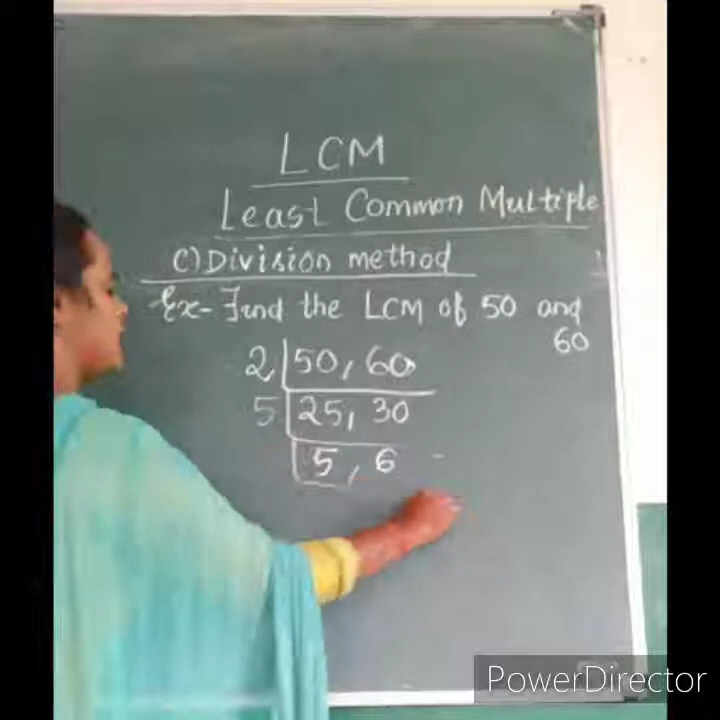 LCM
Least Common Multiple
C) Division method
Ex- Find the LCM of 50 and
60
2 | 50, 60
5 | 25, 30
5, 6
PowerDirector